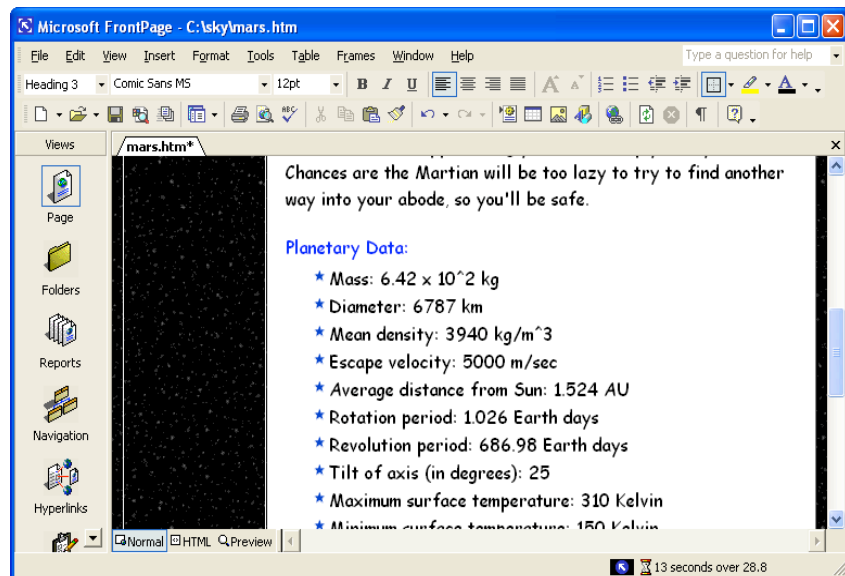 Microsoft FrontPage - C:\sky\mars.htm
File Edit View Insert Format Tools Table Frames Window Help Type a question for help
Heading 3 Comic Sans MS 12pt B I U A A A
Views mars.htm*
Chances are the Martian will be too lazy to try to find another
Page way into your abode, so you'll be safe.
Planetary Data:
Mass: 6.42 x 10^2 kg
Folders
Diameter: 6787 km
Mean density: 3940 kg/m^3
Escape velocity: 5000 m/sec
Reports
Average distance from Sun: 1.524 AU
Rotation period: 1.026 Earth days
Navigation
Revolution period: 686.98 Earth days
Tilt of axis (in degrees): 25
Maximum surface temperature: 310 Kelvin
Hyperlinks
Minimum surface temperature: 150 Kelvin
Normal HTML Preview
13 seconds over 28.8